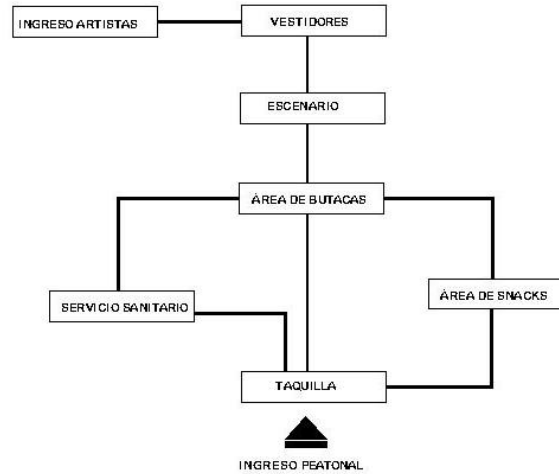 INGRESO ARTISTAS
VESTIDORES
ESCENARIO
ÁREA DE BUTACAS
SERVICIO SANITARIO
ÁREA DE SNACKS
TAQUILLA
INGRESO PEATONAL